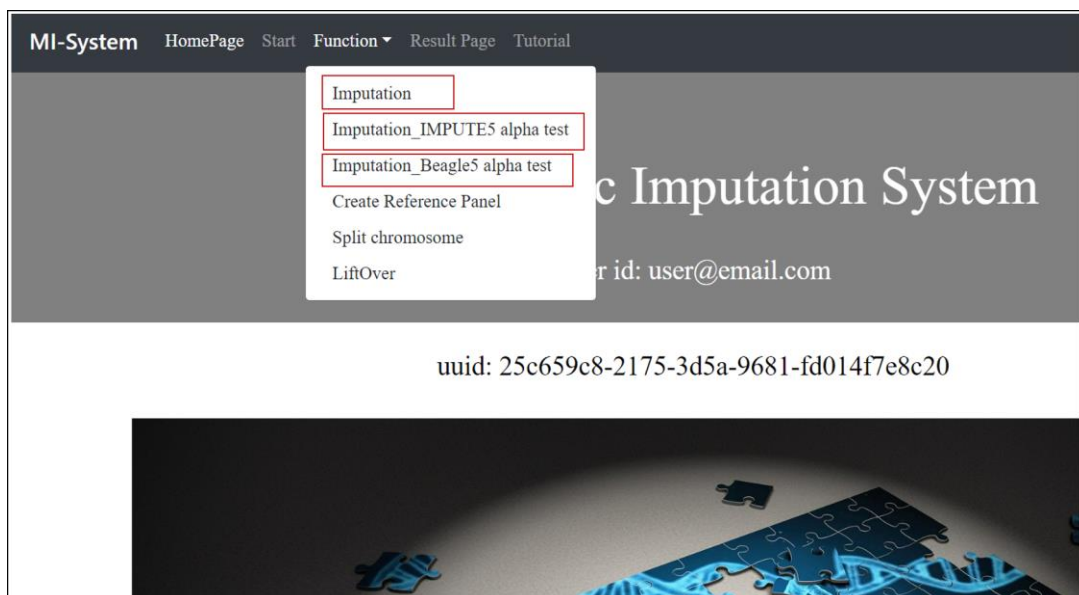 MI-System HomePage Start Function Result Page Tutorial
Imputation
Imputation_IMPUTE5 alpha test
Imputation_Beagle5 alpha test
Create Reference Panel
Split chromosome
LiftOver
c Imputation System
r id: user@email.com
uuid: 25c659c8-2175-3d5a-9681-fd014f7e8c20